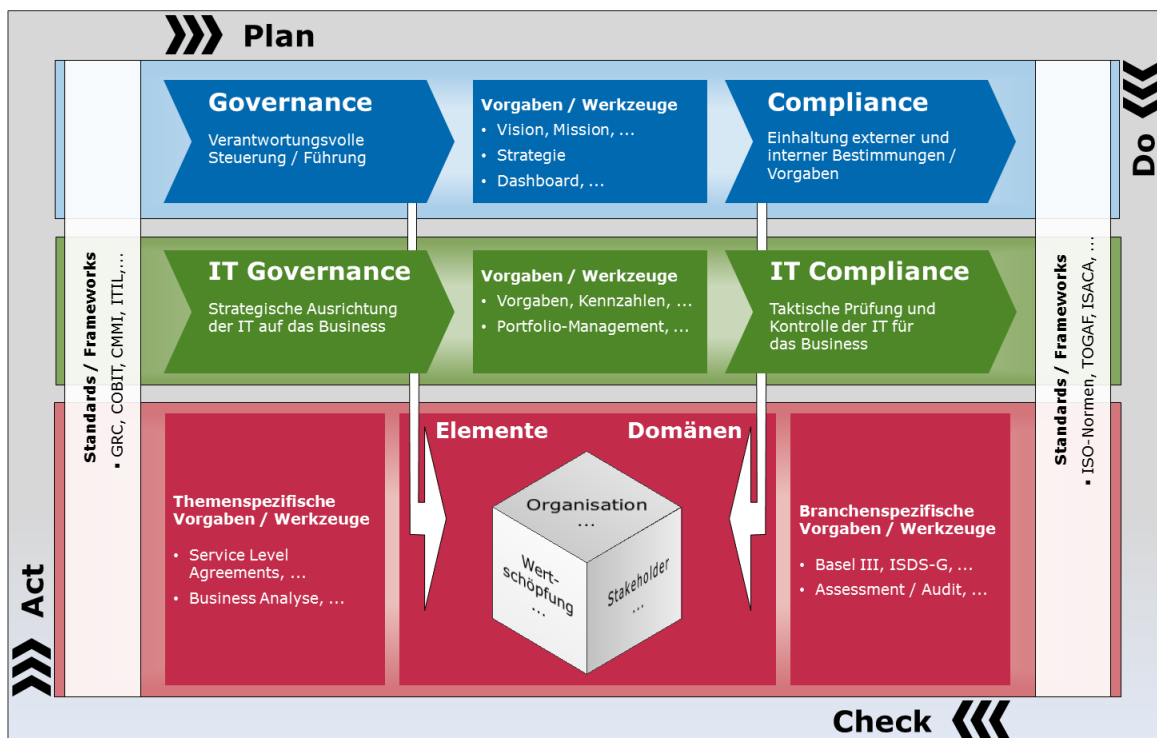 Plan
Do
Check
Act
Standards / Frameworks
▪ GRC, COBIT, CMMI, ITIL,...
Governance
Verantwortungsvolle
Steuerung / Führung
Vorgaben / Werkzeuge
• Vision, Mission, ...
• Strategie
• Dashboard, ...
Compliance
Einhaltung externer und
interner Bestimmungen /
Vorgaben
IT Governance
Strategische Ausrichtung
der IT auf das Business
Vorgaben / Werkzeuge
• Vorgaben, Kennzahlen, ...
• Portfolio-Management, ...
IT Compliance
Taktische Prüfung und
Kontrolle der IT für
das Business
Themenspezifische
Vorgaben / Werkzeuge
• Service Level
Agreements, ...
• Business Analyse, ...
Elemente
Domänen
Organisation
...
Wert-
schöpfung
...
Stakeholder
...
Branchenspezifische
Vorgaben / Werkzeuge
• Basel III, ISDS-G, ...
• Assessment / Audit, ...
Standards / Frameworks
▪ ISO-Normen, TOGAF, ISACA, ...